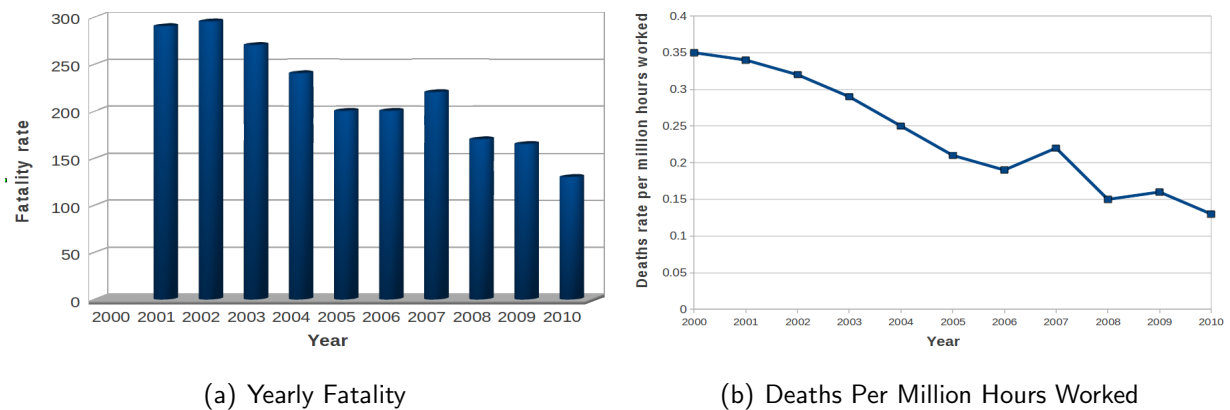 300
250
200
150
100
50
0
Fatality rate
2000 2001 2002 2003 2004 2005 2006 2007 2008 2009 2010
Year
(a) Yearly Fatality
0.4
0.35
0.3
0.25
0.2
0.15
0.1
0.05
0
Deaths rate per million hours worked
2000 2001 2002 2003 2004 2005 2006 2007 2008 2009 2010
Year
(b) Deaths Per Million Hours Worked